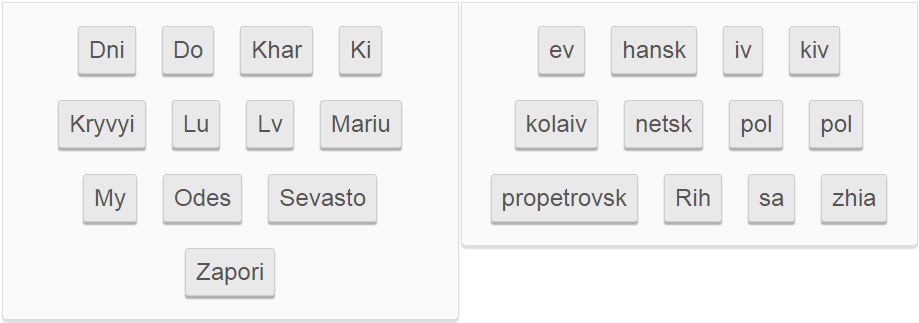 Dni Do Khar Ki
Kryvyi Lu Lv Mariu
My Odes Sevasto
Zapori
ev hansk iv kiv
kolaiv netsk pol pol
propetrovsk Rih sa zhia